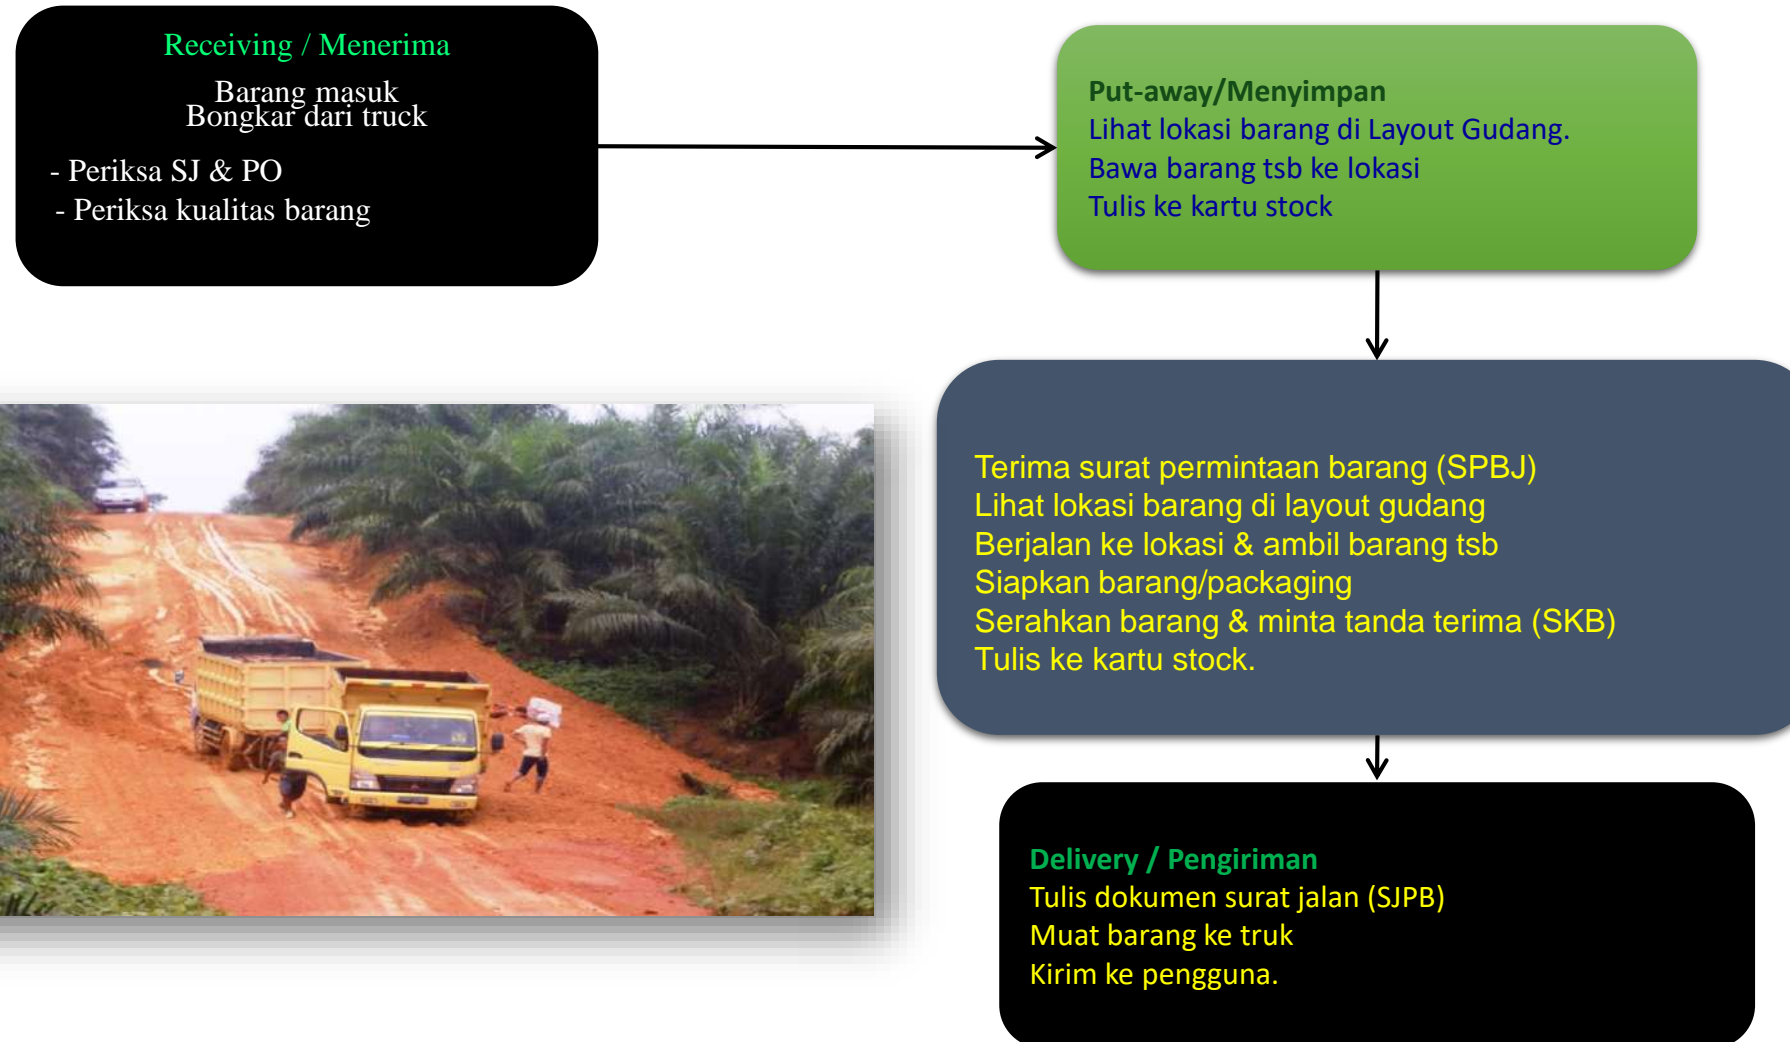 Receiving / Menerima
Barang masuk
Bongkar dari truck
- Periksa SJ & PO
- Periksa kualitas barang
Put-away/Menyimpan
Lihat lokasi barang di Layout Gudang.
Bawa barang tsb ke lokasi
Tulis ke kartu stock
Terima surat permintaan barang (SPBJ)
Lihat lokasi barang di layout gudang
Berjalan ke lokasi & ambil barang tsb
Siapkan barang/packaging
Serahkan barang & minta tanda terima (SKB)
Tulis ke kartu stock.
Delivery / Pengiriman
Tulis dokumen surat jalan (SJPB)
Muat barang ke truk
Kirim ke pengguna.